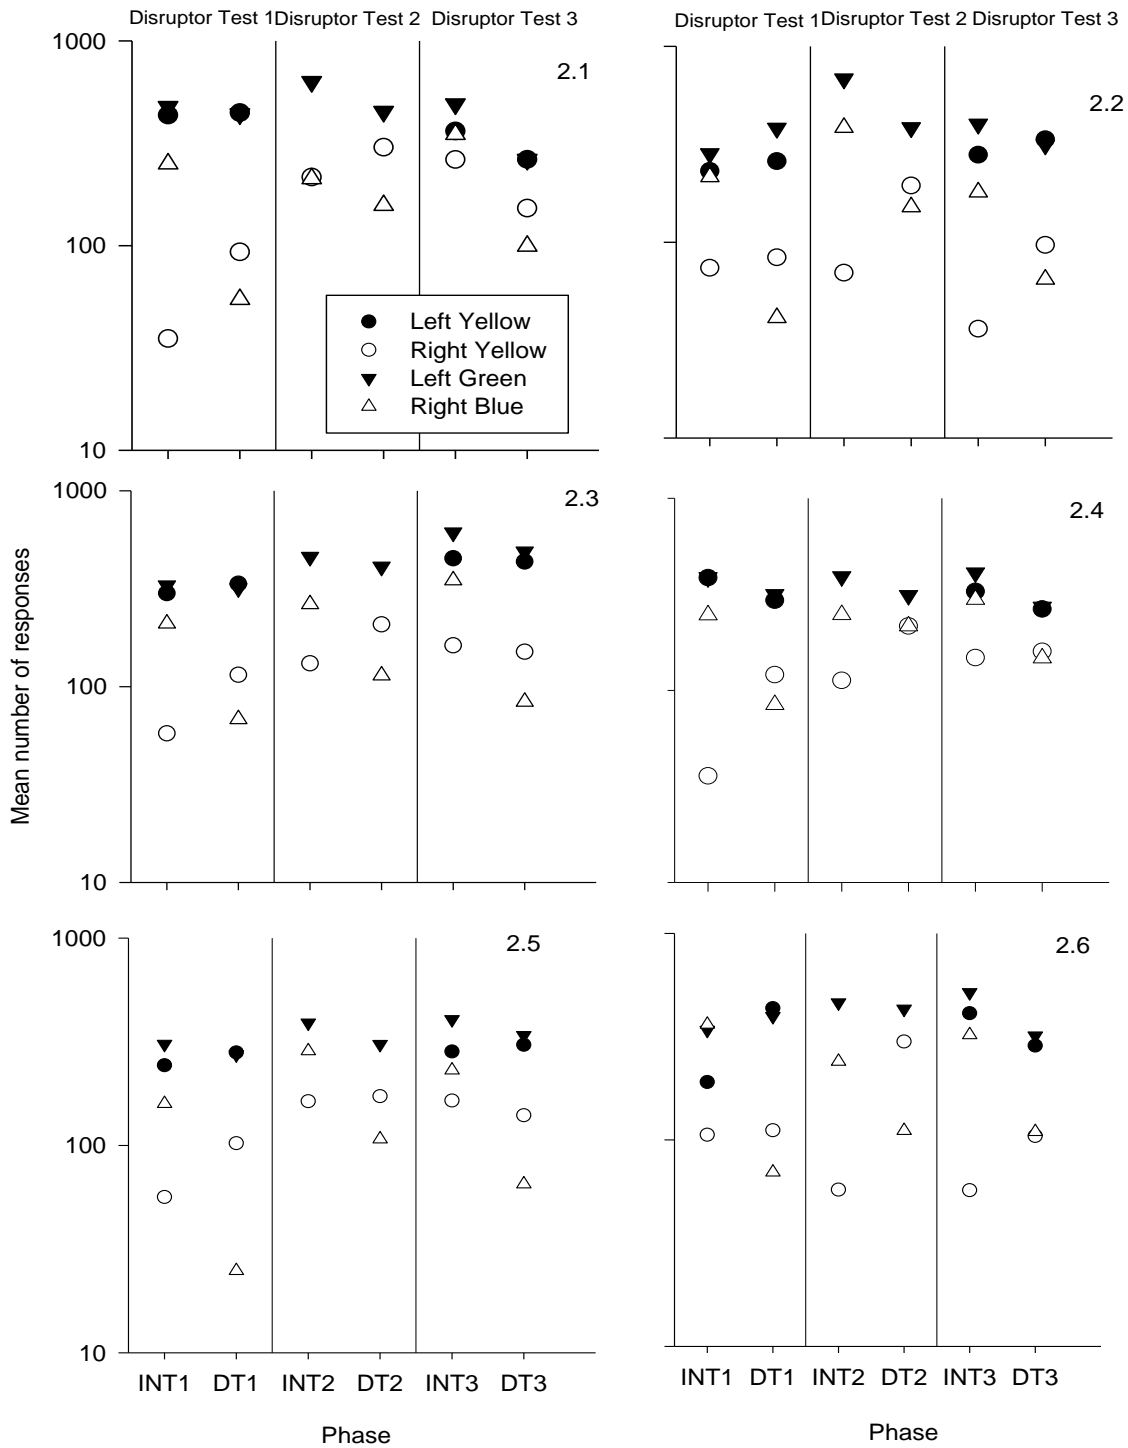 Disruptor Test 1 Disruptor Test 2 Disruptor Test 3
Disruptor Test 1 Disruptor Test 2 Disruptor Test 3
1000
100
10
2.1
Left Yellow
Right Yellow
Left Green
Right Blue
2.2
Mean number of responses
1000
100
10
2.3
2.4
1000
100
10
2.5
2.6
INT1 DT1 INT2 DT2 INT3 DT3
Phase
INT1 DT1 INT2 DT2 INT3 DT3
Phase